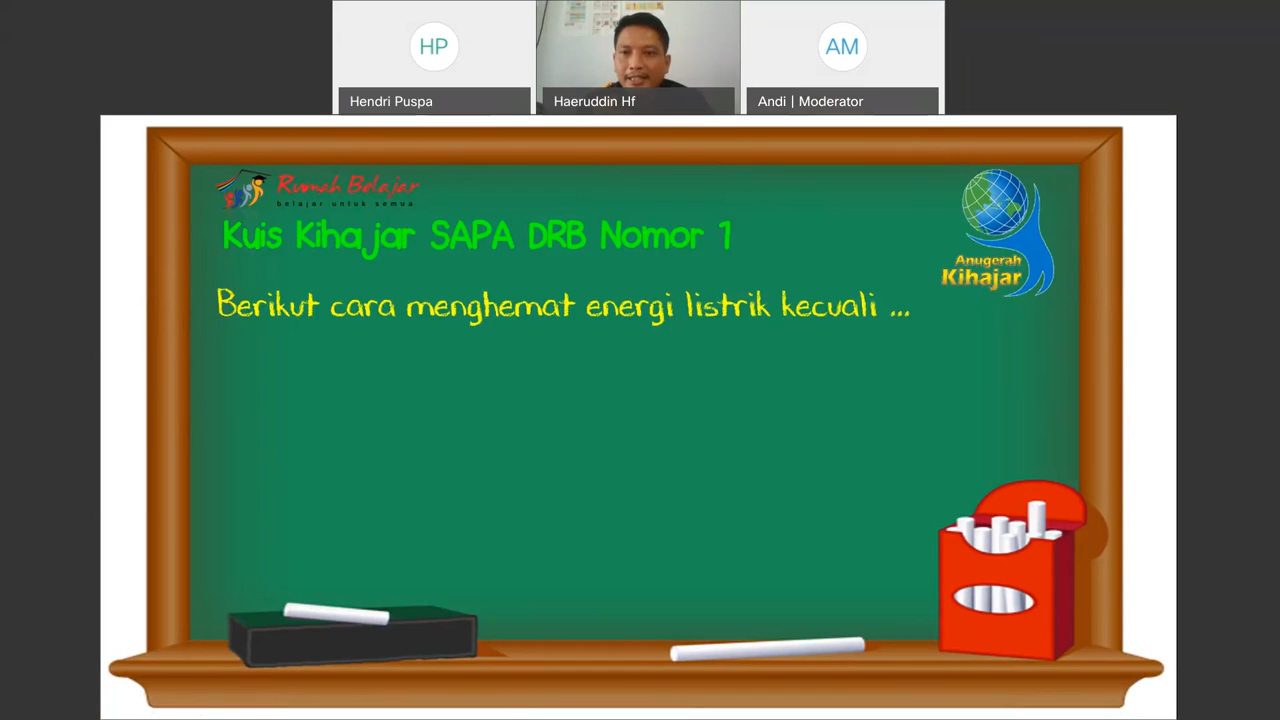 HP
AM
Hendri Puspa
Haeruddin Hf
Andi | Moderator
Rumah Belajar
belajar untuk semua
Kuis Kihajar SAPA DRB Nomor 1
Anugerah
Kihajar
Berikut cara menghemat energi listrik kecuali ...